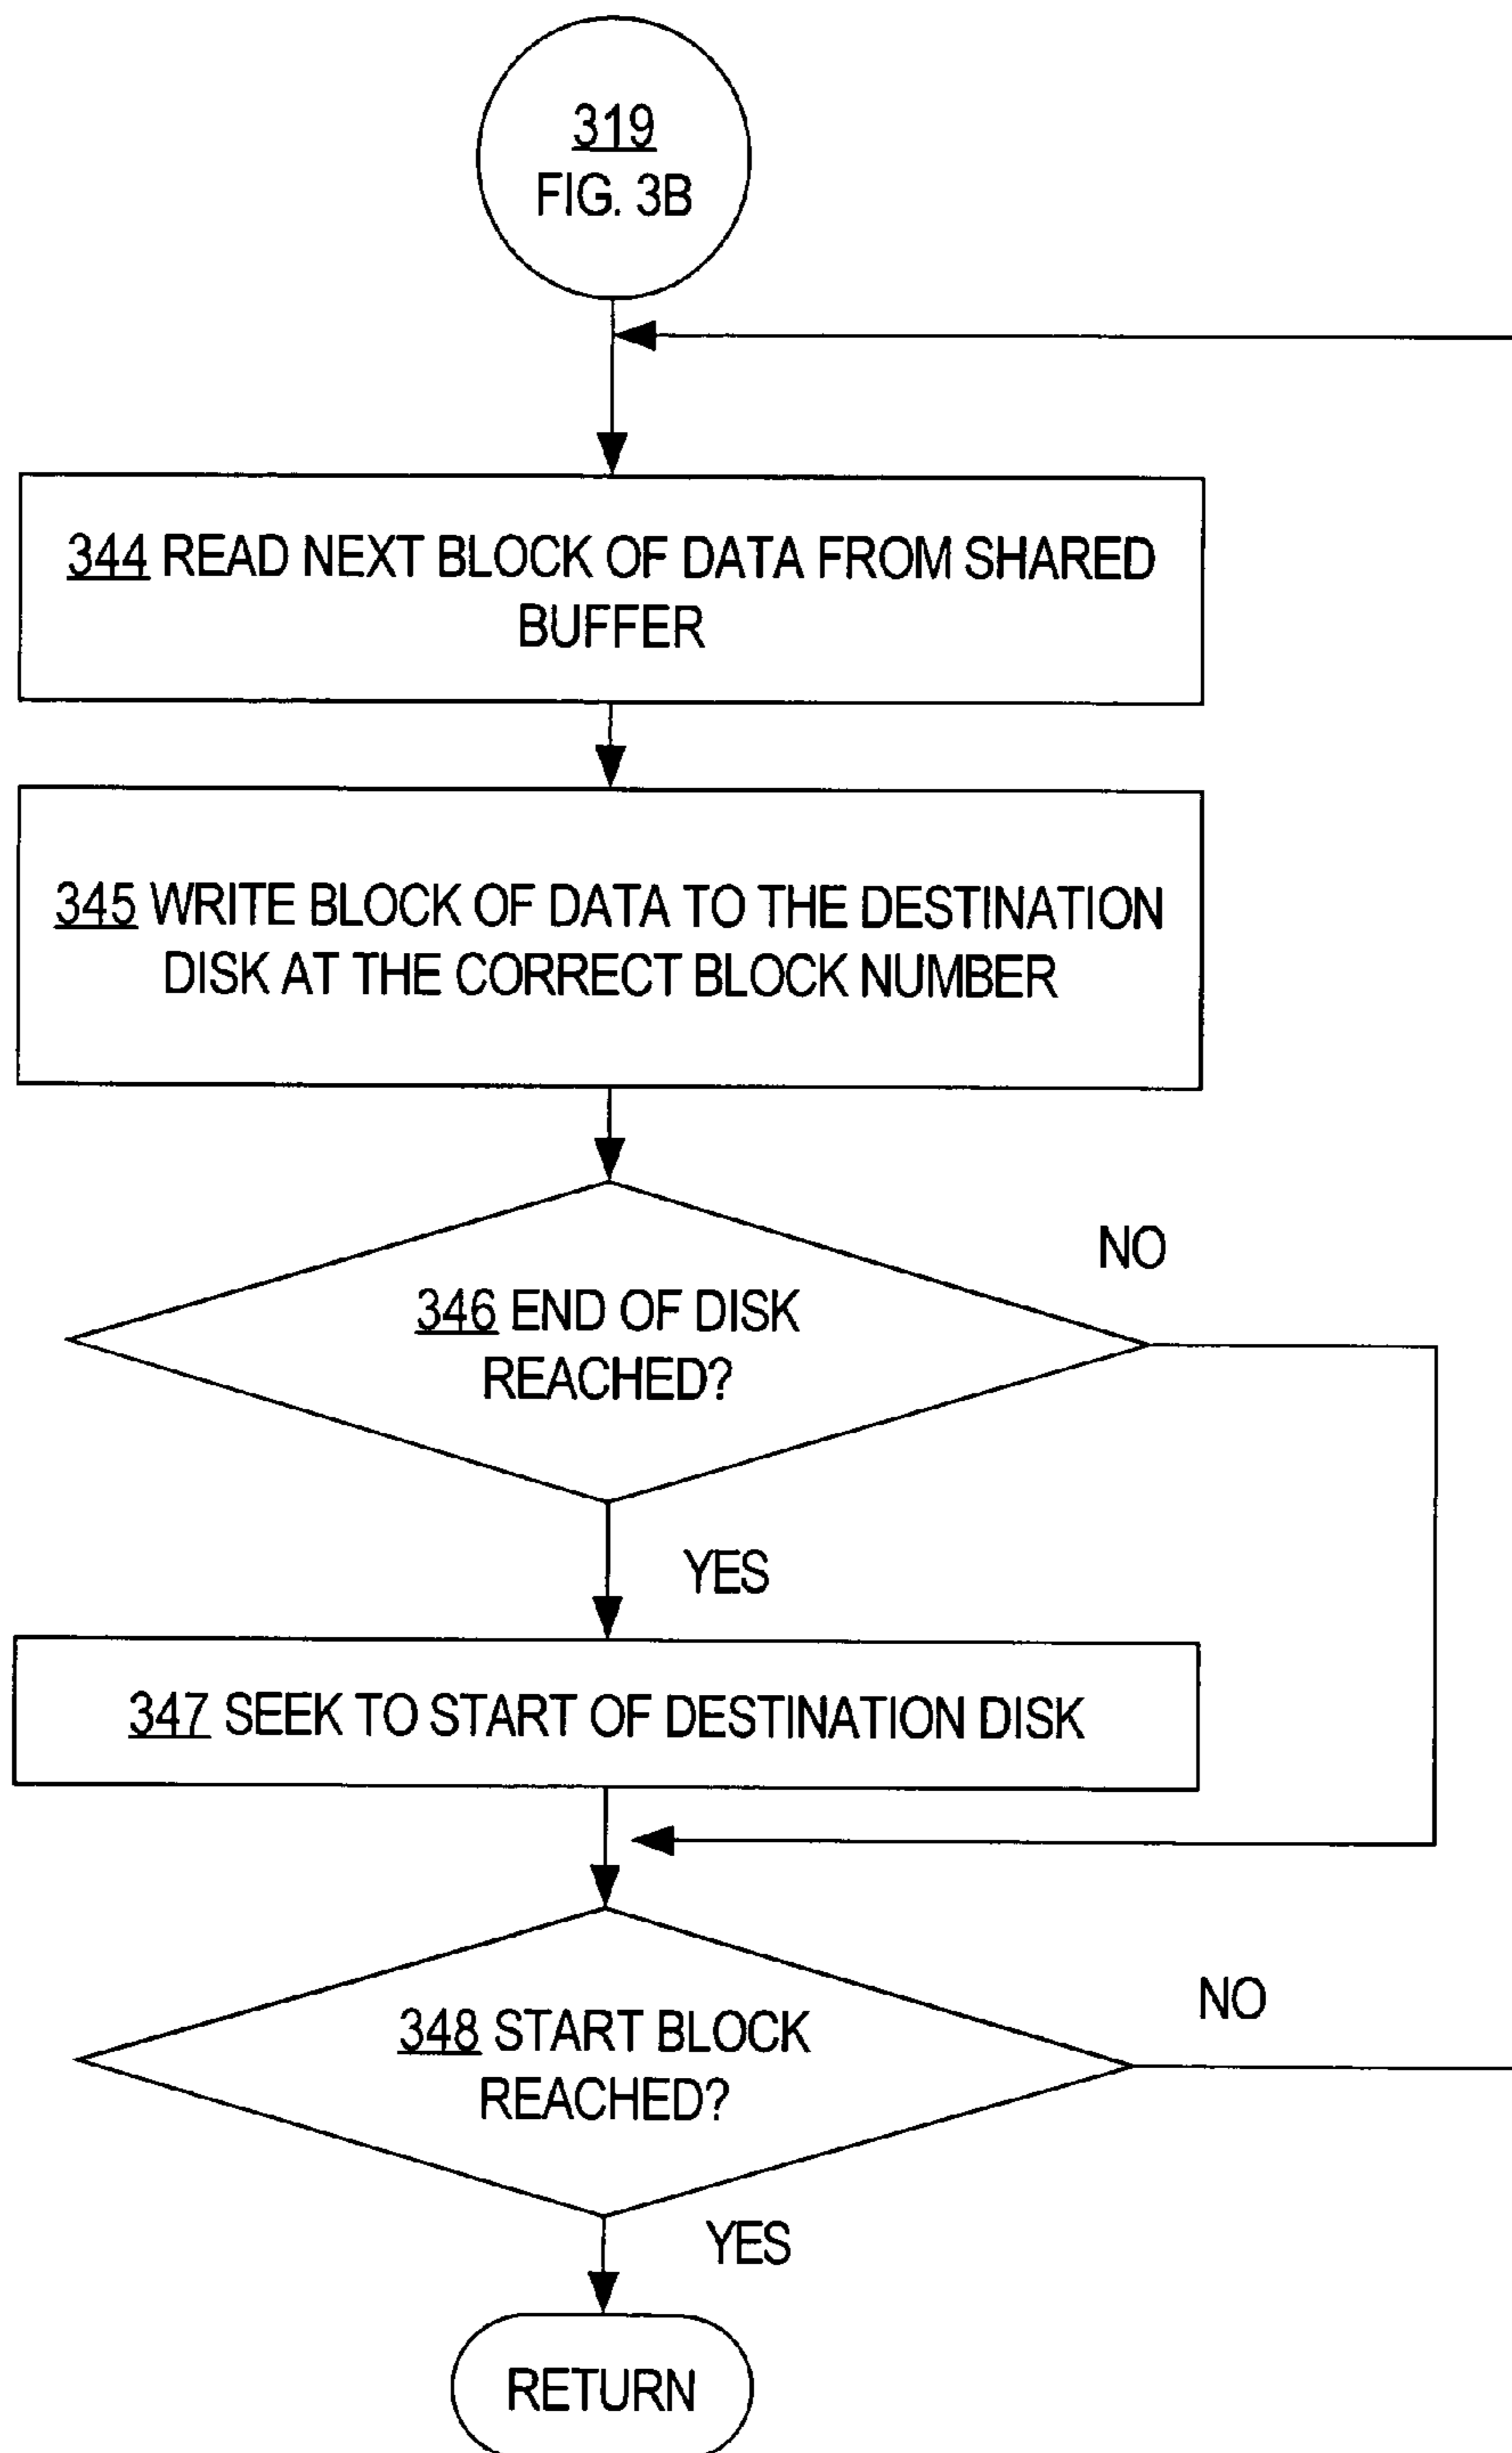 319
FIG. 3B
344 READ NEXT BLOCK OF DATA FROM SHARED
BUFFER
345 WRITE BLOCK OF DATA TO THE DESTINATION
DISK AT THE CORRECT BLOCK NUMBER
NO
346 END OF DISK
REACHED?
YES
347 SEEK TO START OF DESTINATION DISK
NO
348 START BLOCK
REACHED?
YES
RETURN